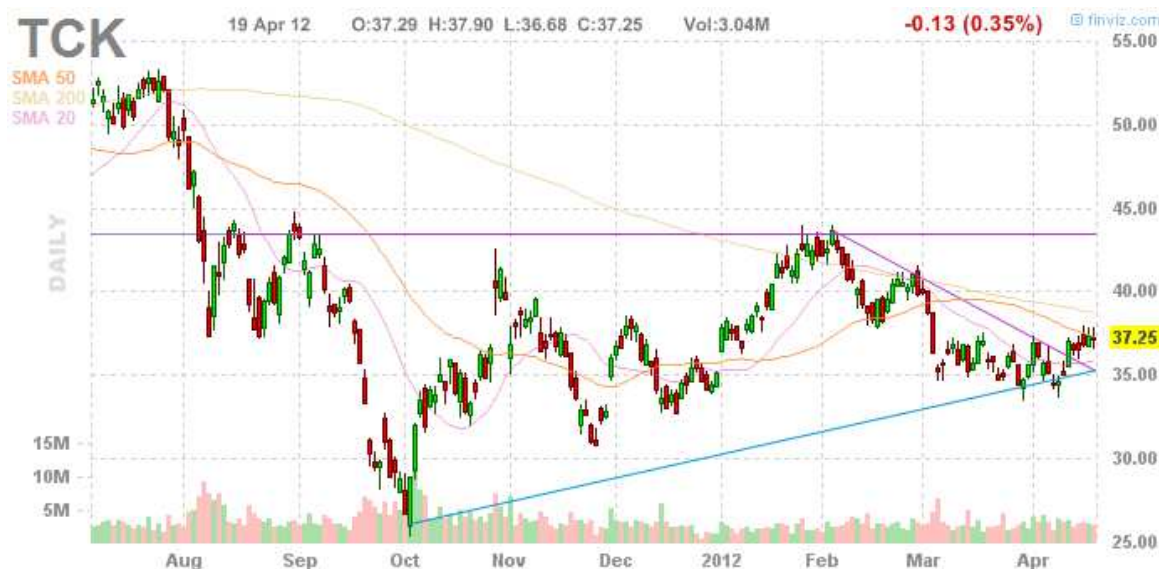 TCK 19 Apr 12 O:37.29 H:37.90 L:36.68 C:37.25 Vol:3.04M -0.13 (0.35%) © finviz.com
SMA 50
SMA 200
SMA 20
DAILY
55.00
50.00
45.00
40.00
37.25
35.00
30.00
25.00
15M
10M
5M
Aug Sep Oct Nov Dec 2012 Feb Mar Apr